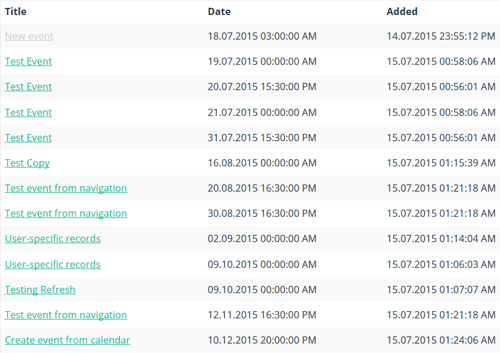 Title Date Added
New event 18.07.2015 03:00:00 AM 14.07.2015 23:55:12 PM
Test Event 19.07.2015 00:00:00 AM 15.07.2015 00:58:06 AM
Test Event 20.07.2015 15:30:00 PM 15.07.2015 00:56:01 AM
Test Event 21.07.2015 00:00:00 AM 15.07.2015 00:58:06 AM
Test Event 31.07.2015 15:30:00 PM 15.07.2015 00:56:01 AM
Test Copy 16.08.2015 00:00:00 AM 15.07.2015 01:15:39 AM
Test event from navigation 20.08.2015 16:30:00 PM 15.07.2015 01:21:18 AM
Test event from navigation 30.08.2015 16:30:00 PM 15.07.2015 01:21:18 AM
User-specific records 02.09.2015 00:00:00 AM 15.07.2015 01:14:04 AM
User-specific records 09.10.2015 00:00:00 AM 15.07.2015 01:06:03 AM
Testing Refresh 09.10.2015 00:00:00 AM 15.07.2015 01:07:07 AM
Test event from navigation 12.11.2015 16:30:00 PM 15.07.2015 01:21:18 AM
Create event from calendar 10.12.2015 20:00:00 PM 15.07.2015 01:24:06 AM